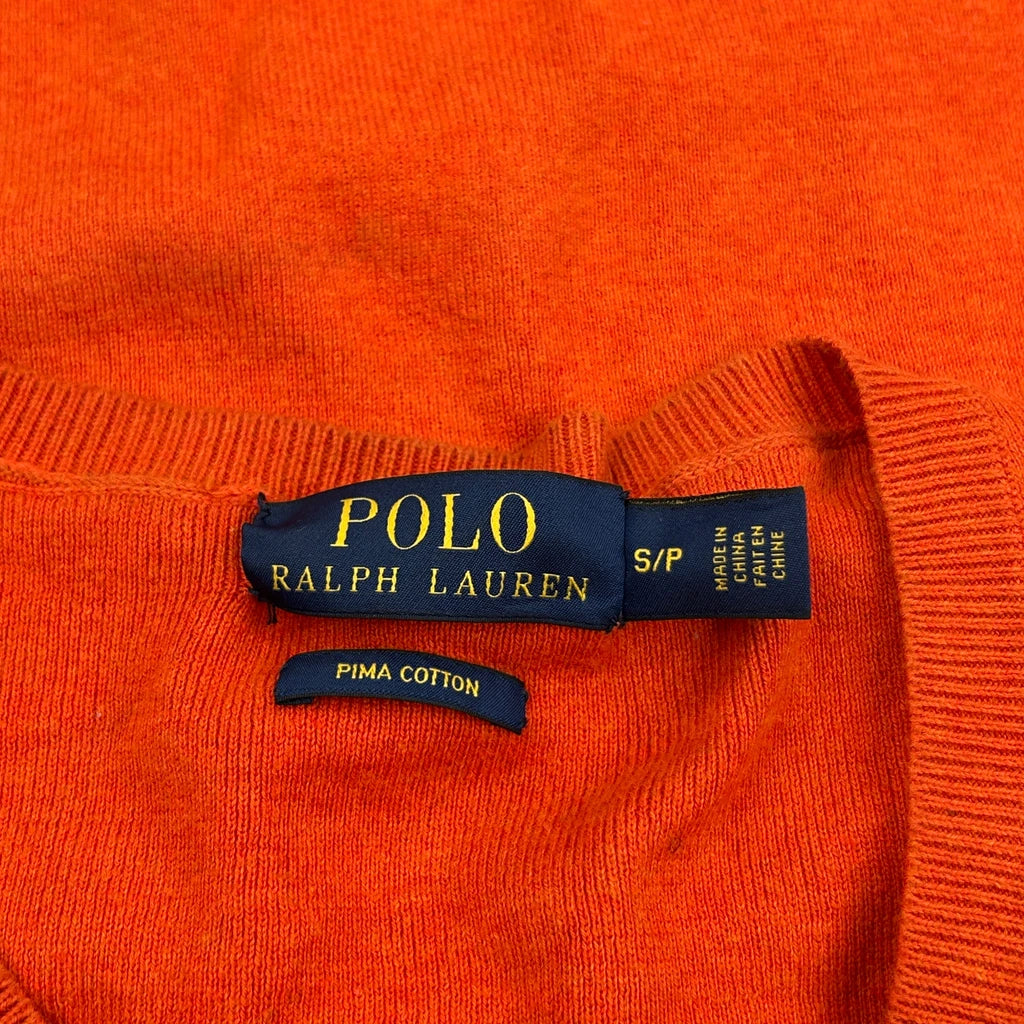 POLO
RALPH LAUREN
S/P
MADE IN
CHINA
FAIT EN
CHINE
PIMA COTTON